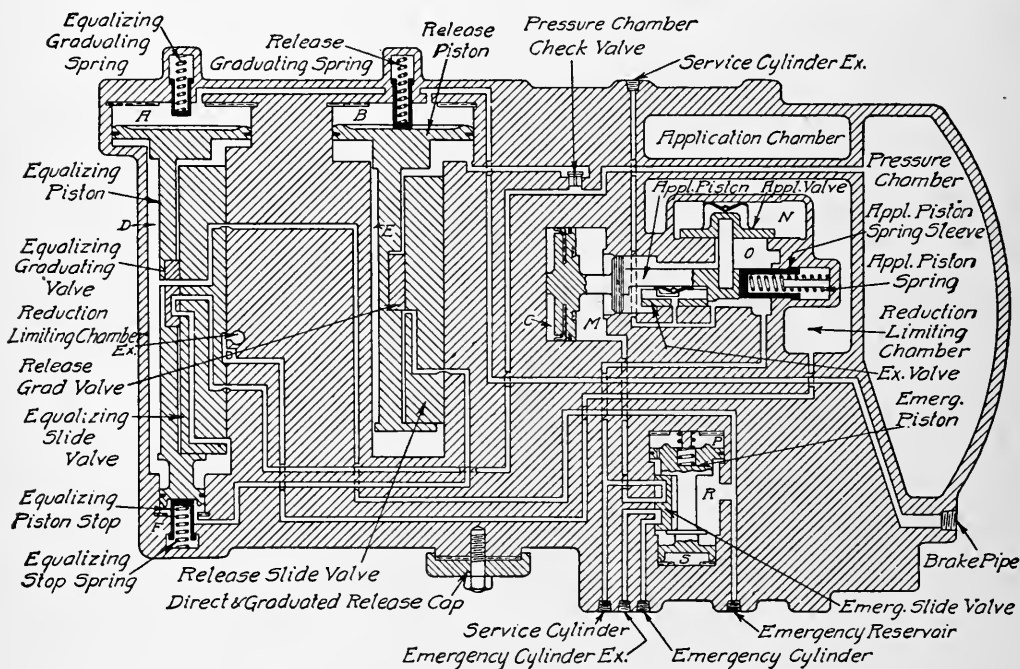 Equalizing
Graduating
Spring
Release
Graduating Spring
Release
Piston
Pressure Chamber
Check Valve
Service Cylinder Ex.
A
B
Application Chamber
Equalizing
Piston
Pressure
Chamber
Appl. Piston
Appl. Valve
N
D
E
O
Appl. Piston
Spring Sleeve
Equalizing
Graduating
Valve
Appl. Piston
Spring
Reduction
Limiting Chamber
Ex.
C
M
Reduction
Limiting
Chamber
Release
Grad Valve
Ex. Valve
Emerg.
Piston
Equalizing
Slide
Valve
P
R
Equalizing
Piston Stop
F
S
Equalizing
Stop Spring
Release Slide Valve
Direct & Graduated Release Cap
Brake Pipe
Emerg. Slide Valve
Service Cylinder
Emergency Cylinder Ex.
Emergency Cylinder
Emergency Reservoir